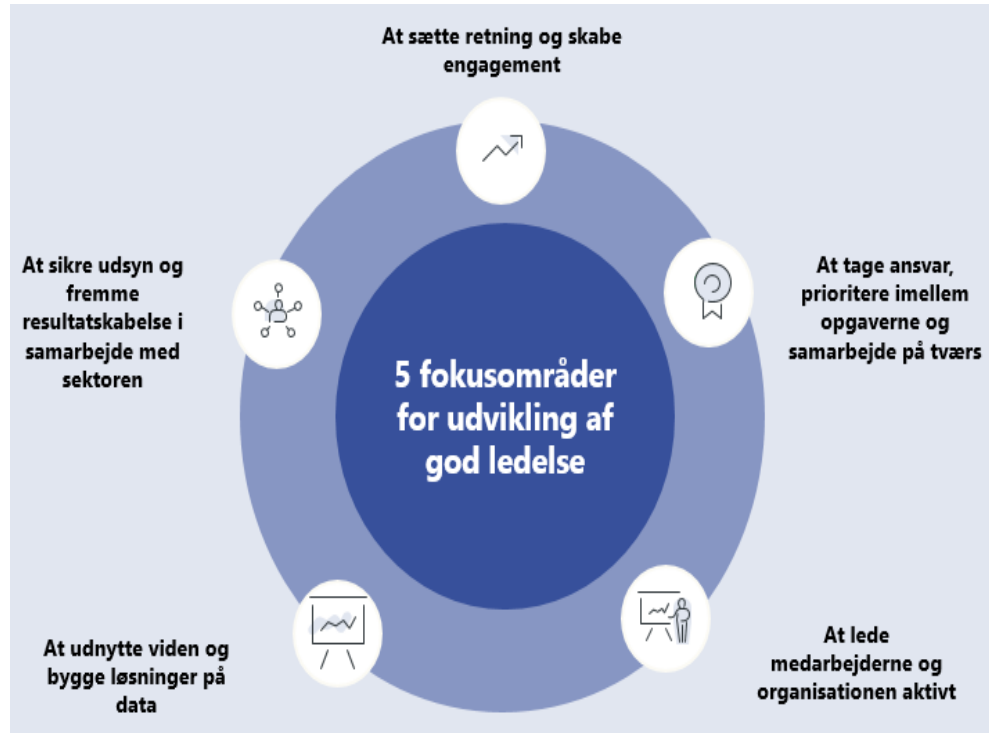 At sætte retning og skabe
engagement
At tage ansvar,
prioritere imellem
opgaverne og
samarbejde på tværs
At lede
medarbejderne og
organisationen aktivt
At udnytte viden og
bygge løsninger på
data
At sikre udsyn og
fremme
resultatskabelse i
samarbejde med
sektoren
5 fokusområder
for udvikling af
god ledelse